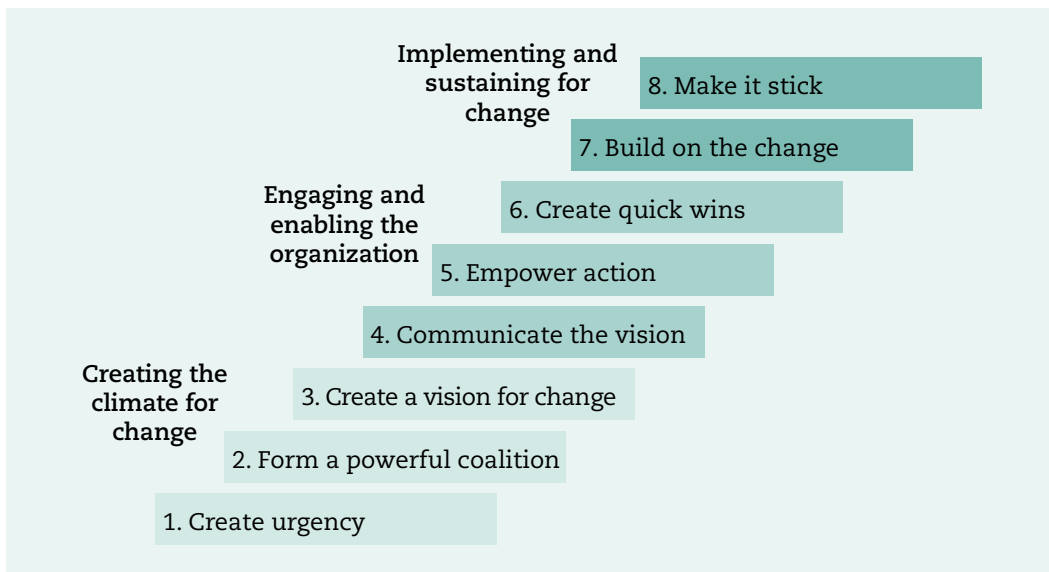 Implementing and
sustaining for
change
8. Make it stick
7. Build on the change
Engaging and
enabling the
organization
6. Create quick wins
5. Empower action
4. Communicate the vision
Creating the
climate for
change
3. Create a vision for change
2. Form a powerful coalition
1. Create urgency